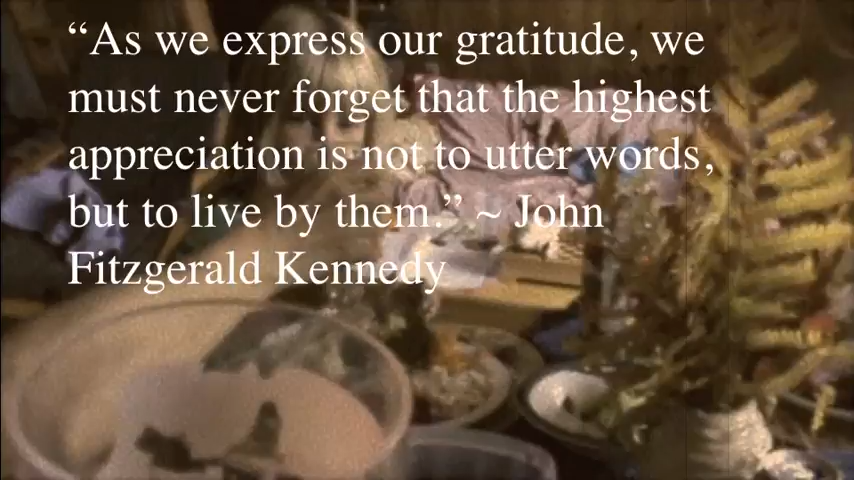 “As we express our gratitude, we
must never forget that the highest
appreciation is not to utter words,
but to live by them.” ~ John
Fitzgerald Kennedy